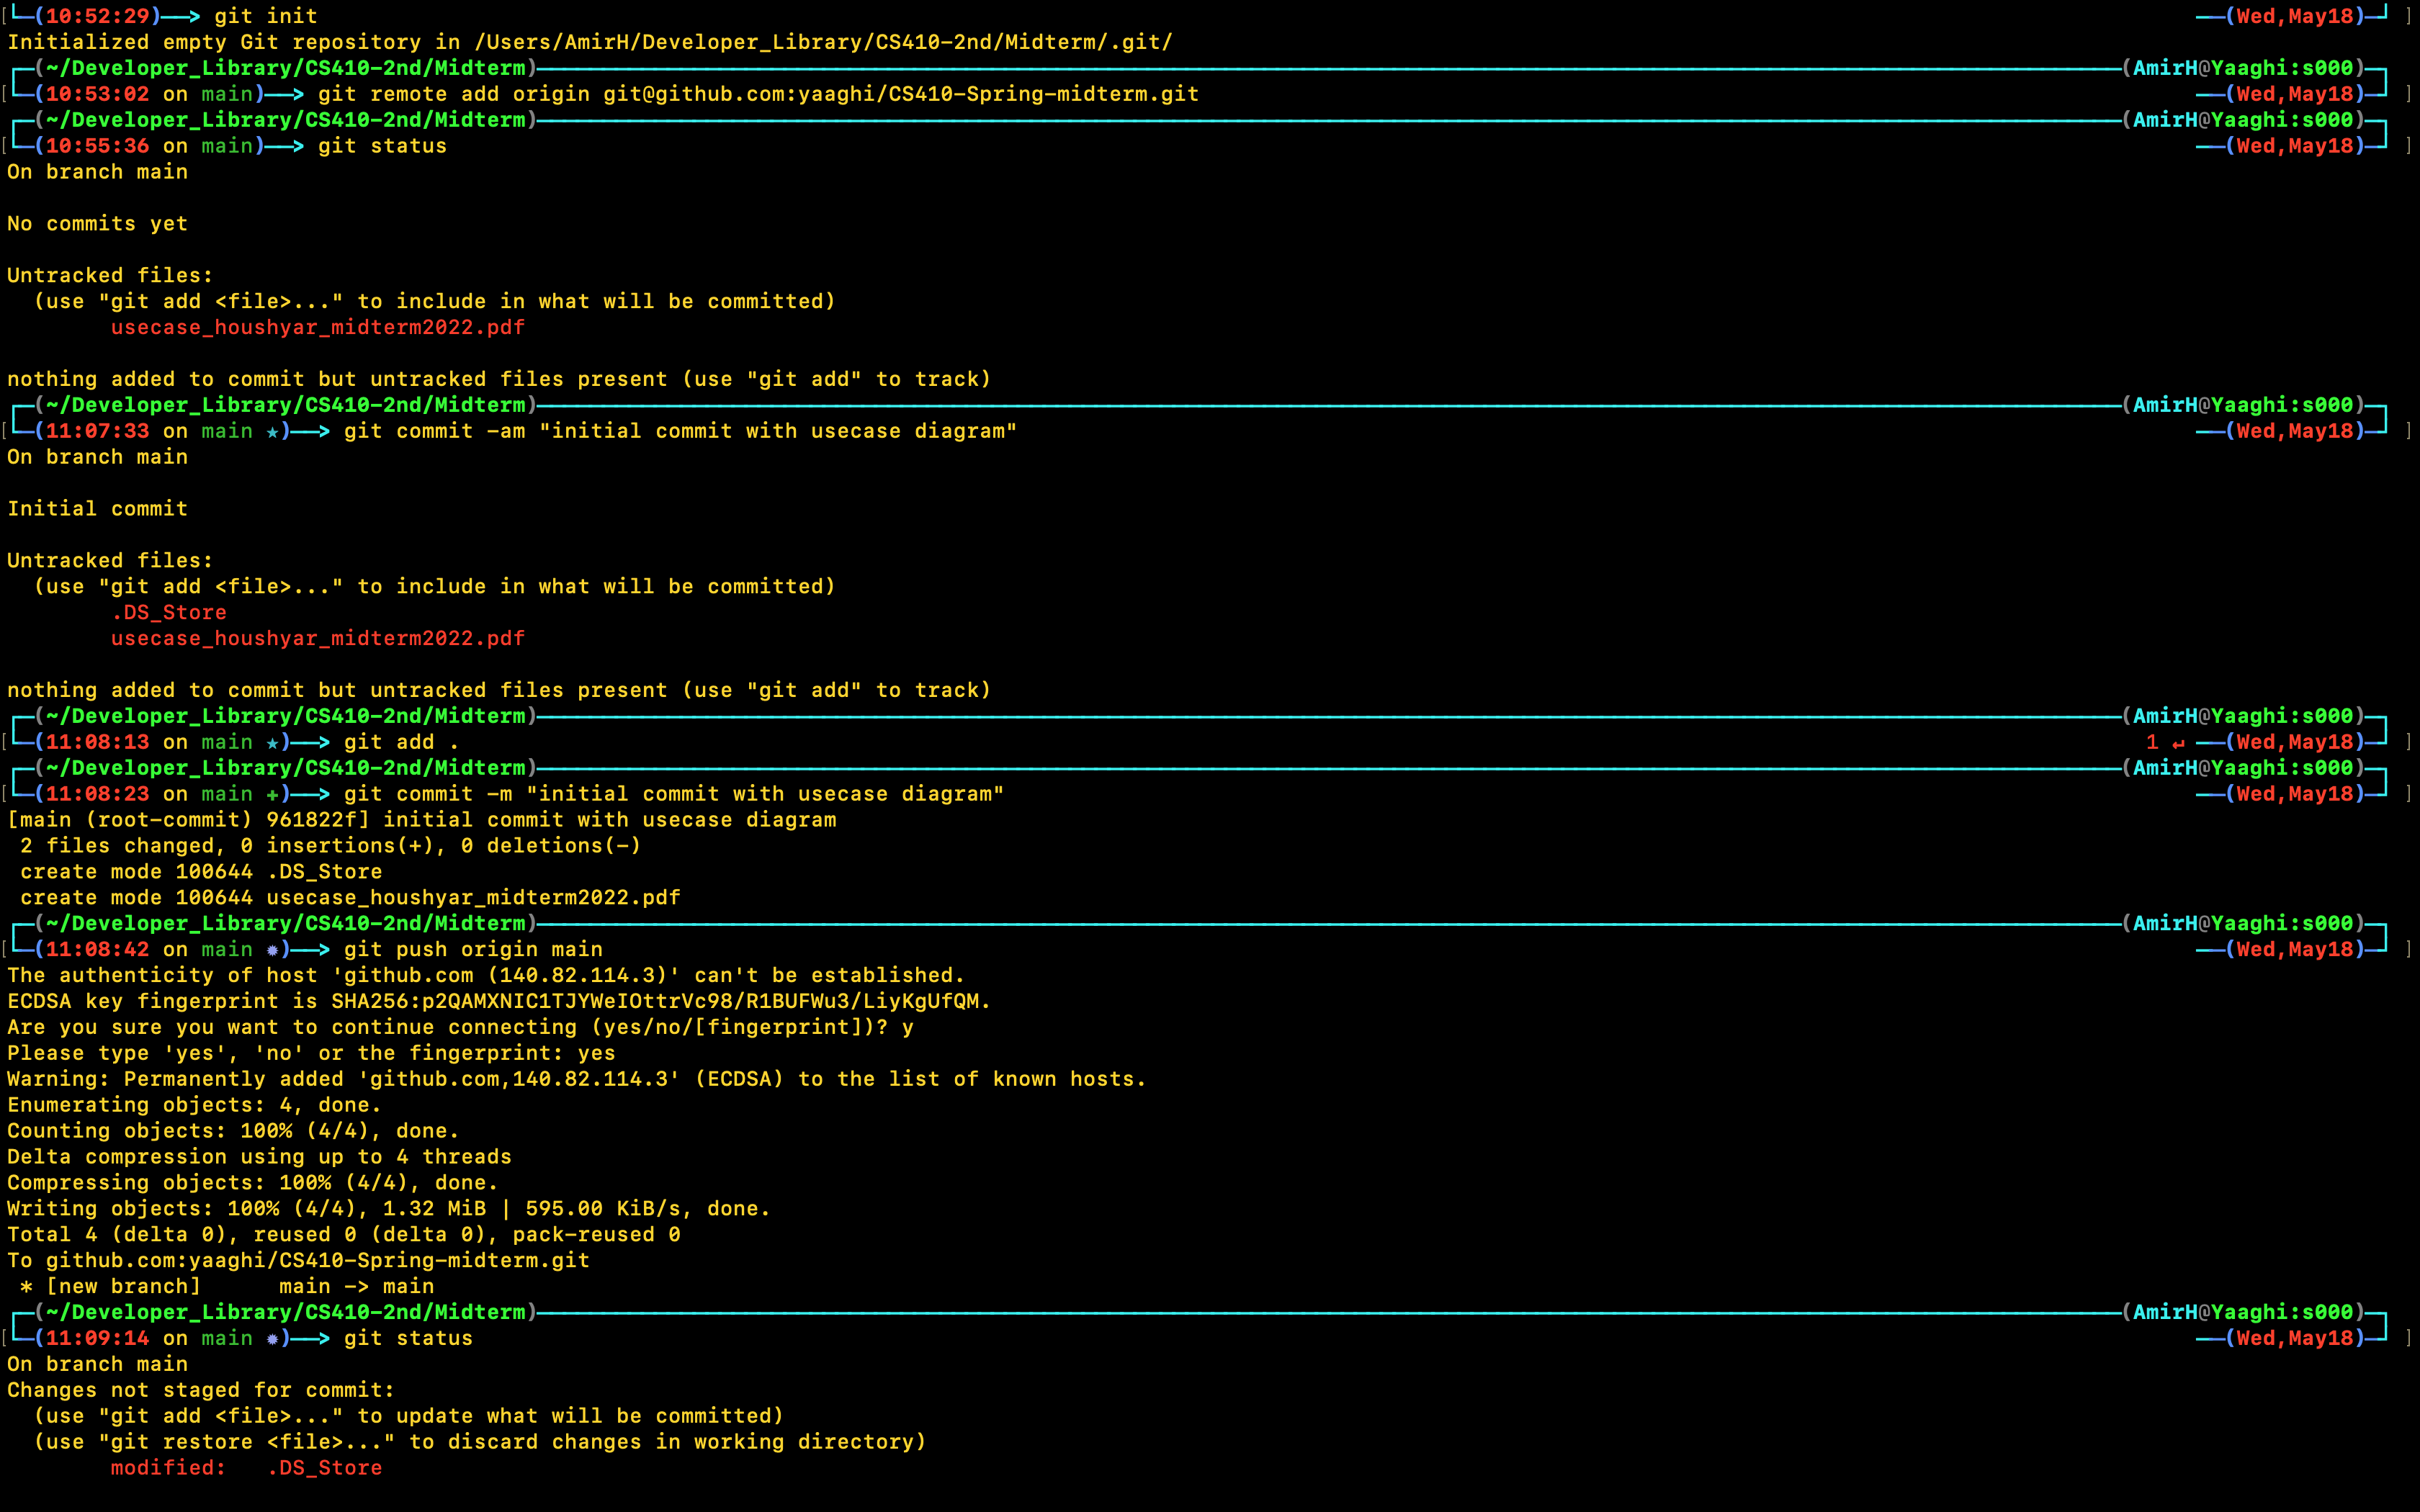 [└─(10:52:29)──> git init ──(Wed,May18)─┘ ]
Initialized empty Git repository in /Users/AmirH/Developer_Library/CS410-2nd/Midterm/.git/
┌─(~/Developer_Library/CS410-2nd/Midterm)──(AmirH@Yaaghi:s000)─┐
[└─(10:53:02 on main)──> git remote add origin git@github.com:yaaghi/CS410-Spring-midterm.git ──(Wed,May18)─┘ ]
┌─(~/Developer_Library/CS410-2nd/Midterm)──(AmirH@Yaaghi:s000)─┐
[└─(10:55:36 on main)──> git status ──(Wed,May18)─┘ ]
On branch main

No commits yet

Untracked files:
  (use "git add <file>..." to include in what will be committed)
        usecase_houshyar_midterm2022.pdf

nothing added to commit but untracked files present (use "git add" to track)
┌─(~/Developer_Library/CS410-2nd/Midterm)──(AmirH@Yaaghi:s000)─┐
[└─(11:07:33 on main ★)──> git commit -am "initial commit with usecase diagram" ──(Wed,May18)─┘ ]
On branch main

Initial commit

Untracked files:
  (use "git add <file>..." to include in what will be committed)
        .DS_Store
        usecase_houshyar_midterm2022.pdf

nothing added to commit but untracked files present (use "git add" to track)
┌─(~/Developer_Library/CS410-2nd/Midterm)──(AmirH@Yaaghi:s000)─┐
[└─(11:08:13 on main ★)──> git add . 1 ↵ ──(Wed,May18)─┘ ]
┌─(~/Developer_Library/CS410-2nd/Midterm)──(AmirH@Yaaghi:s000)─┐
[└─(11:08:23 on main ✚)──> git commit -m "initial commit with usecase diagram" ──(Wed,May18)─┘ ]
[main (root-commit) 961822f] initial commit with usecase diagram
 2 files changed, 0 insertions(+), 0 deletions(-)
 create mode 100644 .DS_Store
 create mode 100644 usecase_houshyar_midterm2022.pdf
┌─(~/Developer_Library/CS410-2nd/Midterm)──(AmirH@Yaaghi:s000)─┐
[└─(11:08:42 on main ✹)──> git push origin main ──(Wed,May18)─┘ ]
The authenticity of host 'github.com (140.82.114.3)' can't be established.
ECDSA key fingerprint is SHA256:p2QAMXNIC1TJYWeIOttrVc98/R1BUFWu3/LiyKgUfQM.
Are you sure you want to continue connecting (yes/no/[fingerprint])? y
Please type 'yes', 'no' or the fingerprint: yes
Warning: Permanently added 'github.com,140.82.114.3' (ECDSA) to the list of known hosts.
Enumerating objects: 4, done.
Counting objects: 100% (4/4), done.
Delta compression using up to 4 threads
Compressing objects: 100% (4/4), done.
Writing objects: 100% (4/4), 1.32 MiB | 595.00 KiB/s, done.
Total 4 (delta 0), reused 0 (delta 0), pack-reused 0
To github.com:yaaghi/CS410-Spring-midterm.git
 * [new branch]      main -> main
┌─(~/Developer_Library/CS410-2nd/Midterm)──(AmirH@Yaaghi:s000)─┐
[└─(11:09:14 on main ✹)──> git status ──(Wed,May18)─┘ ]
On branch main
Changes not staged for commit:
  (use "git add <file>..." to update what will be committed)
  (use "git restore <file>..." to discard changes in working directory)
        modified:   .DS_Store